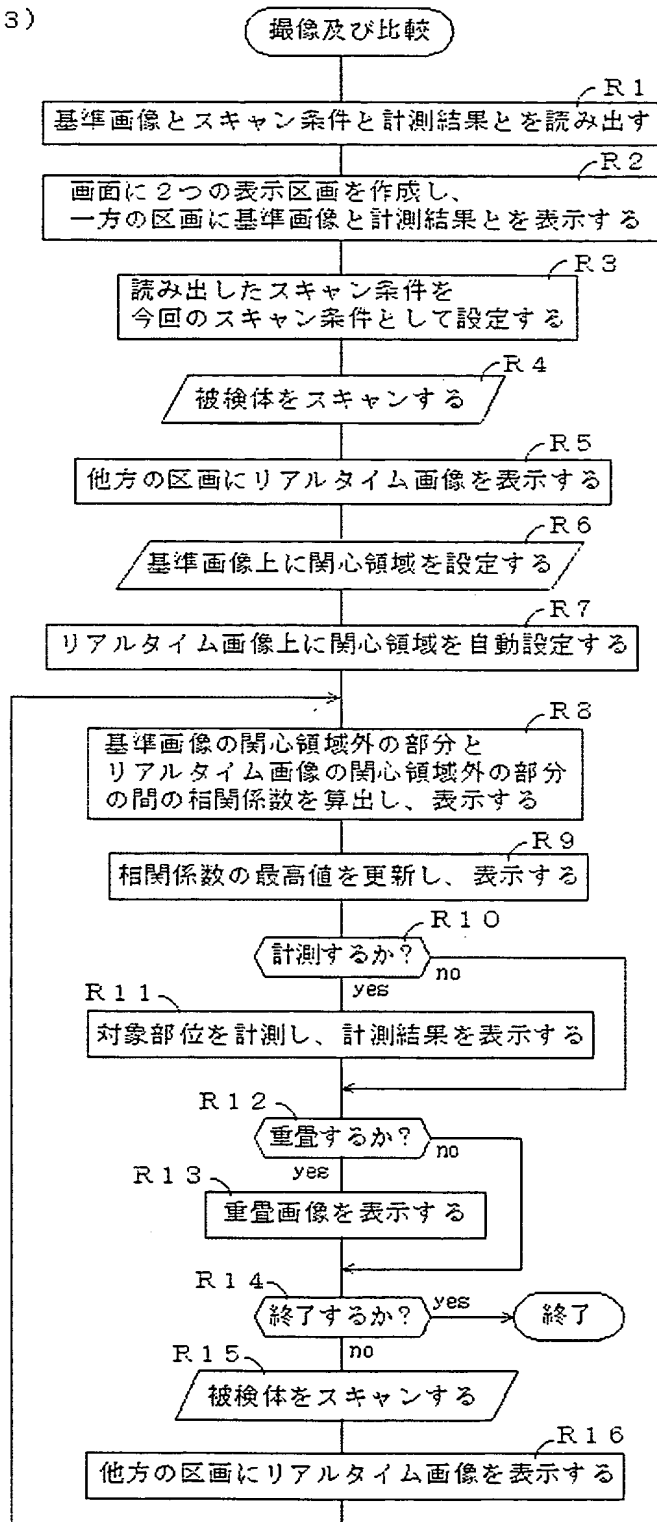 3)
撮像及び比較
R1
基準画像とスキャン条件と計測結果とを読み出す
R2
画面に2つの表示区画を作成し、
一方の区画に基準画像と計測結果とを表示する
R3
読み出したスキャン条件を
今回のスキャン条件として設定する
R4
被検体をスキャンする
R5
他方の区画にリアルタイム画像を表示する
R6
基準画像上に関心領域を設定する
R7
リアルタイム画像上に関心領域を自動設定する
R8
基準画像の関心領域外の部分と
リアルタイム画像の関心領域外の部分
の間の相関係数を算出し、表示する
R9
相関係数の最高値を更新し、表示する
R10
計測するか?
no
yes
R11
対象部位を計測し、計測結果を表示する
R12
重畳するか?
no
yes
R13
重畳画像を表示する
R14
終了するか?
yes
終了
no
R15
被検体をスキャンする
R16
他方の区画にリアルタイム画像を表示する